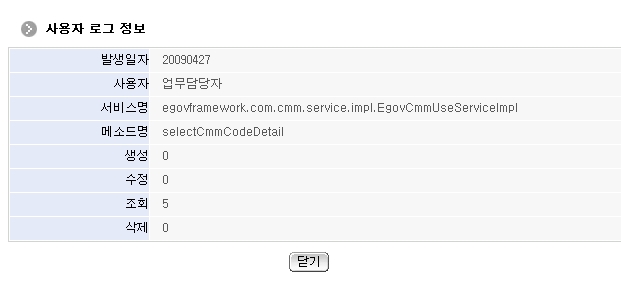 사용자 로그 정보
발생일자 20090427
사용자 업무담당자
서비스명 egovframework.com.cmm.service.impl.EgovCmmUseServiceImpl
메소드명 selectCmmCodeDetail
생성 0
수정 0
조회 5
삭제 0
닫기